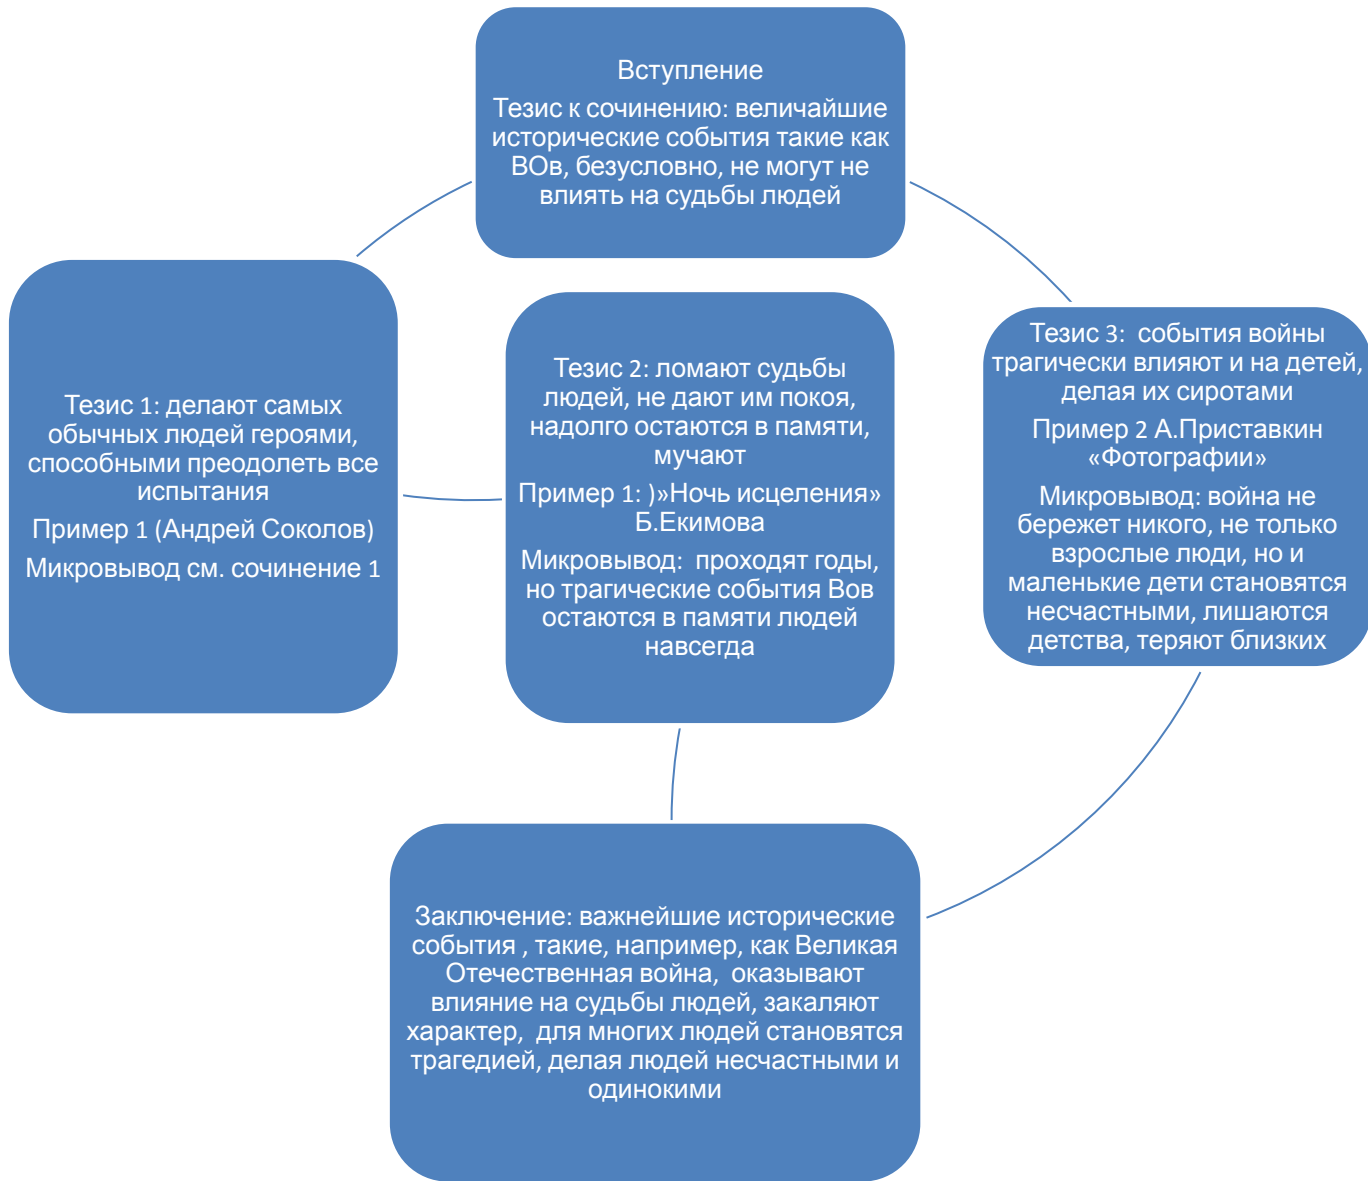 Вступление
Тезис к сочинению: величайшие
исторические события такие как
ВОв, безусловно, не могут не
влиять на судьбы людей
Тезис 1: делают самых
обычных людей героями,
способными преодолеть все
испытания
Пример 1 (Андрей Соколов)
Микровывод см. сочинение 1
Тезис 2: ломают судьбы
людей, не дают им покоя,
надолго остаются в памяти,
мучают
Пример 1: )»Ночь исцеления»
Б.Екимова
Микровывод: проходят годы,
но трагические события Вов
остаются в памяти людей
навсегда
Тезис 3: события войны
трагически влияют и на детей,
делая их сиротами
Пример 2 А.Приставкин
«Фотографии»
Микровывод: война не
бережет никого, не только
взрослые люди, но и
маленькие дети становятся
несчастными, лишаются
детства, теряют близких
Заключение: важнейшие исторические
события , такие, например, как Великая
Отечественная война, оказывают
влияние на судьбы людей, закаляют
характер, для многих людей становятся
трагедией, делая людей несчастными и
одинокими